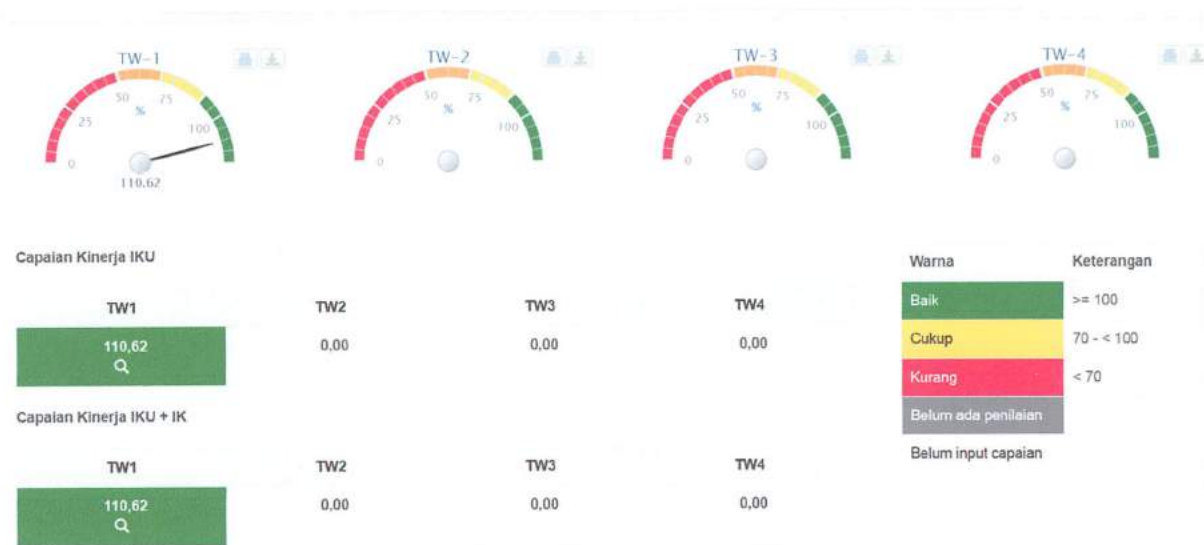 TW-1
TW-2
TW-3
TW-4
0 25 50 75 100 %
0 25 50 75 100 %
0 25 50 75 100 %
0 25 50 75 100 %
110,62
Capaian Kinerja IKU
TW1 TW2 TW3 TW4
110,62 0,00 0,00 0,00
Capaian Kinerja IKU + IK
TW1 TW2 TW3 TW4
110,62 0,00 0,00 0,00
Warna Keterangan
Baik >= 100
Cukup 70 - < 100
Kurang < 70
Belum ada penilaian
Belum input capaian